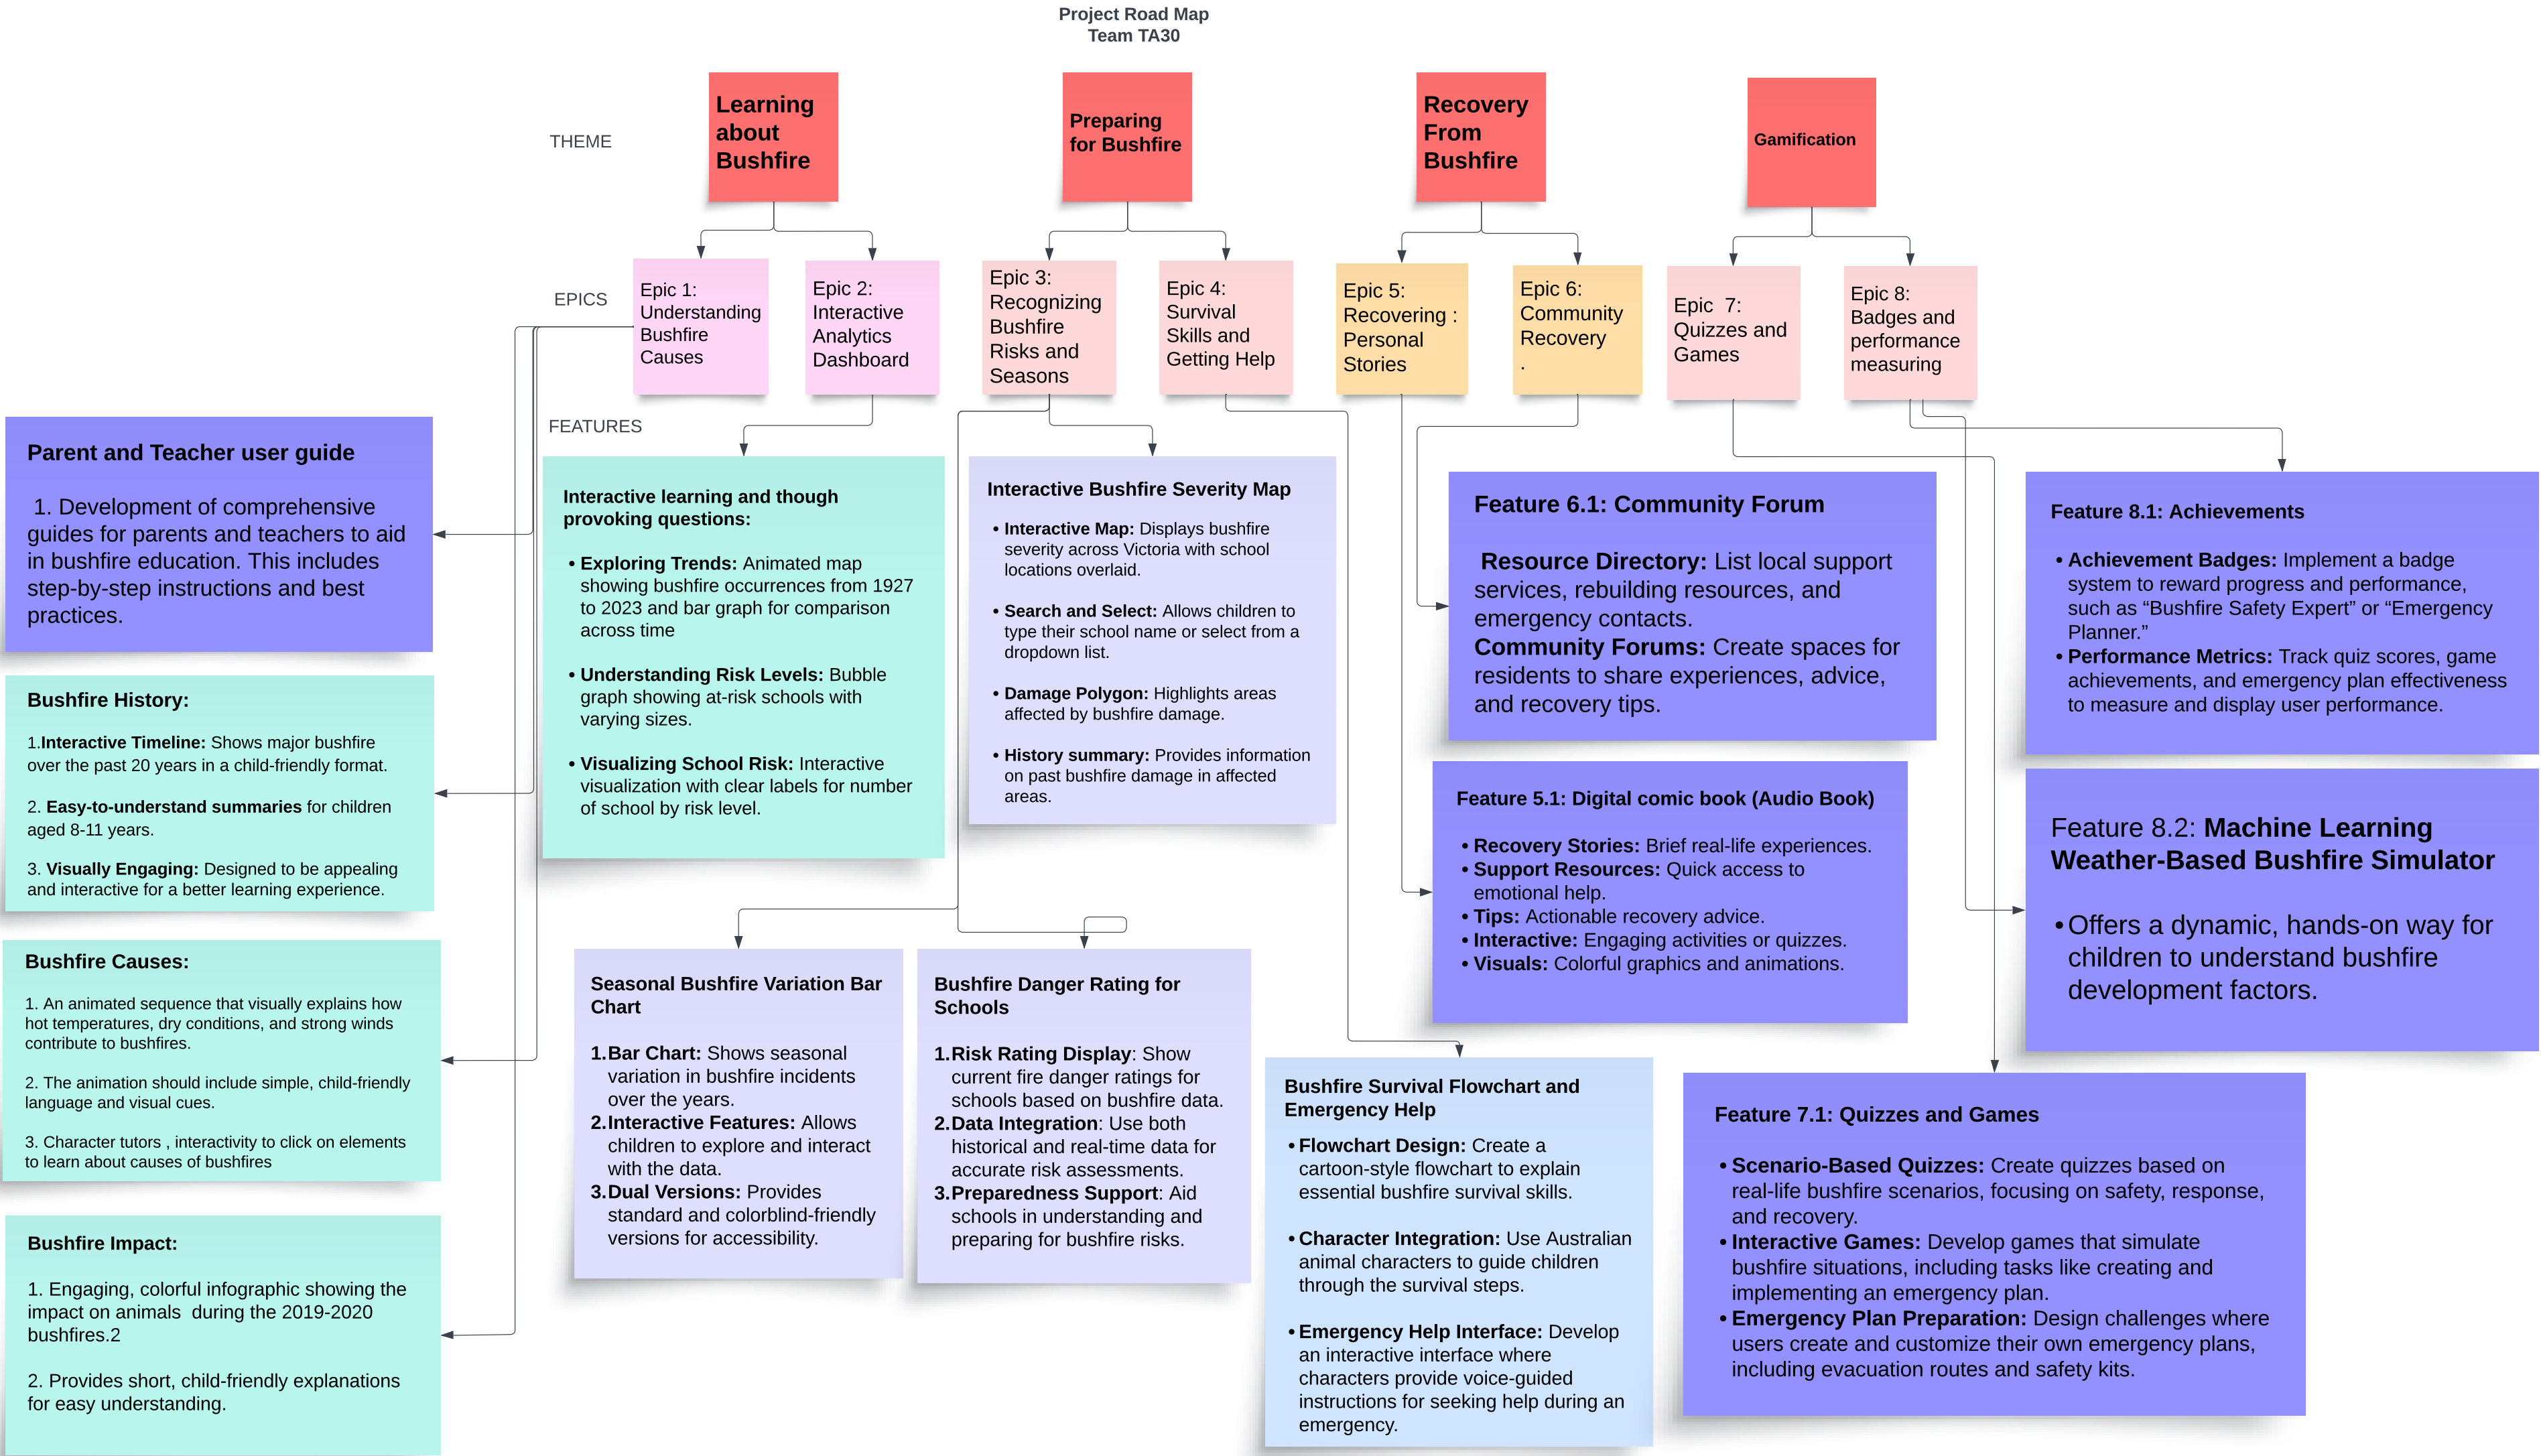 Project Road Map
Team TA30
THEME
Learning
about
Bushfire
Preparing
for Bushfire
Recovery
From
Bushfire
Gamification
EPICS
Epic 1:
Understanding
Bushfire
Causes
Epic 2:
Interactive
Analytics
Dashboard
Epic 3:
Recognizing
Bushfire
Risks and
Seasons
Epic 4:
Survival
Skills and
Getting Help
Epic 5:
Recovering :
Personal
Stories
Epic 6:
Community
Recovery
.
Epic  7:
Quizzes and
Games
Epic 8:
Badges and
performance
measuring
FEATURES
Parent and Teacher user guide
1. Development of comprehensive
guides for parents and teachers to aid
in bushfire education. This includes
step-by-step instructions and best
practices.
Bushfire History:
1.Interactive Timeline: Shows major bushfire
over the past 20 years in a child-friendly format.
2. Easy-to-understand summaries for children
aged 8-11 years.
3. Visually Engaging: Designed to be appealing
and interactive for a better learning experience.
Bushfire Causes:
1. An animated sequence that visually explains how
hot temperatures, dry conditions, and strong winds
contribute to bushfires.
2. The animation should include simple, child-friendly
language and visual cues.
3. Character tutors , interactivity to click on elements
to learn about causes of bushfires
Bushfire Impact:
1. Engaging, colorful infographic showing the
impact on animals  during the 2019-2020
bushfires.2
2. Provides short, child-friendly explanations
for easy understanding.
Interactive learning and though
provoking questions:
• Exploring Trends: Animated map
showing bushfire occurrences from 1927
to 2023 and bar graph for comparison
across time
• Understanding Risk Levels: Bubble
graph showing at-risk schools with
varying sizes.
• Visualizing School Risk: Interactive
visualization with clear labels for number
of school by risk level.
Interactive Bushfire Severity Map
• Interactive Map: Displays bushfire
severity across Victoria with school
locations overlaid.
• Search and Select: Allows children to
type their school name or select from a
dropdown list.
• Damage Polygon: Highlights areas
affected by bushfire damage.
• History summary: Provides information
on past bushfire damage in affected
areas.
Seasonal Bushfire Variation Bar
Chart
1.Bar Chart: Shows seasonal
variation in bushfire incidents
over the years.
2.Interactive Features: Allows
children to explore and interact
with the data.
3.Dual Versions: Provides
standard and colorblind-friendly
versions for accessibility.
Bushfire Danger Rating for
Schools
1.Risk Rating Display: Show
current fire danger ratings for
schools based on bushfire data.
2.Data Integration: Use both
historical and real-time data for
accurate risk assessments.
3.Preparedness Support: Aid
schools in understanding and
preparing for bushfire risks.
Feature 6.1: Community Forum
Resource Directory: List local support
services, rebuilding resources, and
emergency contacts.
Community Forums: Create spaces for
residents to share experiences, advice,
and recovery tips.
Feature 5.1: Digital comic book (Audio Book)
• Recovery Stories: Brief real-life experiences.
• Support Resources: Quick access to
emotional help.
• Tips: Actionable recovery advice.
• Interactive: Engaging activities or quizzes.
• Visuals: Colorful graphics and animations.
Bushfire Survival Flowchart and
Emergency Help
• Flowchart Design: Create a
cartoon-style flowchart to explain
essential bushfire survival skills.
• Character Integration: Use Australian
animal characters to guide children
through the survival steps.
• Emergency Help Interface: Develop
an interactive interface where
characters provide voice-guided
instructions for seeking help during an
emergency.
Feature 8.1: Achievements
• Achievement Badges: Implement a badge
system to reward progress and performance,
such as “Bushfire Safety Expert” or “Emergency
Planner.”
• Performance Metrics: Track quiz scores, game
achievements, and emergency plan effectiveness
to measure and display user performance.
Feature 8.2: Machine Learning
Weather-Based Bushfire Simulator
• Offers a dynamic, hands-on way for
children to understand bushfire
development factors.
Feature 7.1: Quizzes and Games
• Scenario-Based Quizzes: Create quizzes based on
real-life bushfire scenarios, focusing on safety, response,
and recovery.
• Interactive Games: Develop games that simulate
bushfire situations, including tasks like creating and
implementing an emergency plan.
• Emergency Plan Preparation: Design challenges where
users create and customize their own emergency plans,
including evacuation routes and safety kits.